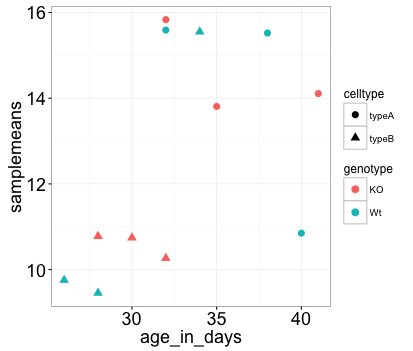 16
14
12
10
samplemeans
30 35 40
age_in_days
celltype
typeA
typeB
genotype
KO
Wt